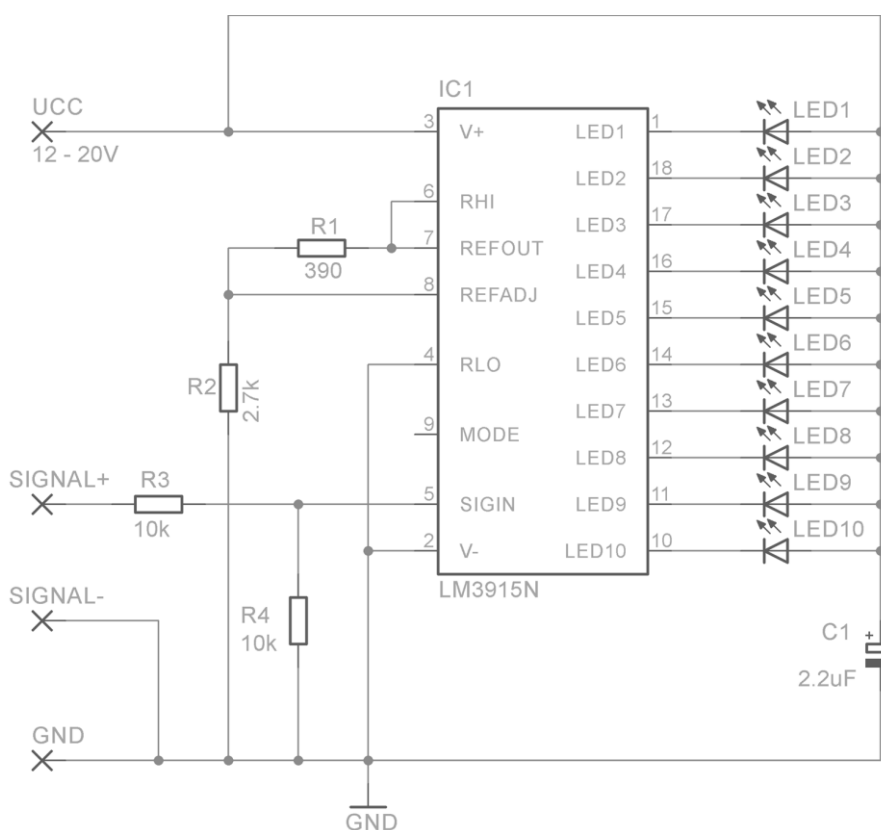 IC1
UCC
12 - 20V
3
V+
LED1
1
LED1
LED2
18
LED2
6
RHI
LED3
17
LED3
R1
390
7
REFOUT
LED4
16
LED4
8
REFADJ
LED5
15
LED5
R2
2.7k
4
RLO
LED6
14
LED6
LED7
13
LED7
9
MODE
LED8
12
LED8
SIGNAL+
R3
10k
5
SIGIN
LED9
11
LED9
2
V-
LED10
10
LED10
LM3915N
SIGNAL-
R4
10k
C1
+
2.2uF
GND
GND